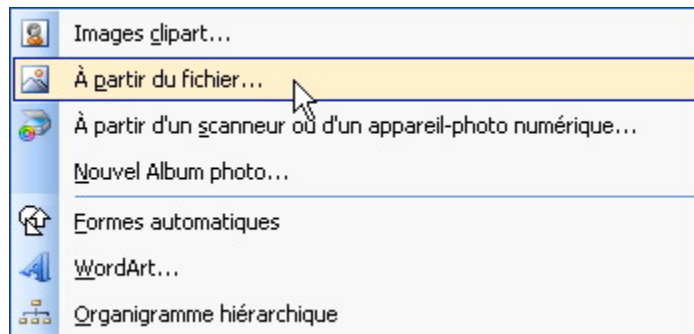 Images clipart...
À partir du fichier...
À partir d'un scanneur où d'un appareil-photo numérique...
Nouvel Album photo...
Formes automatiques
WordArt...
Organigramme hiérarchique